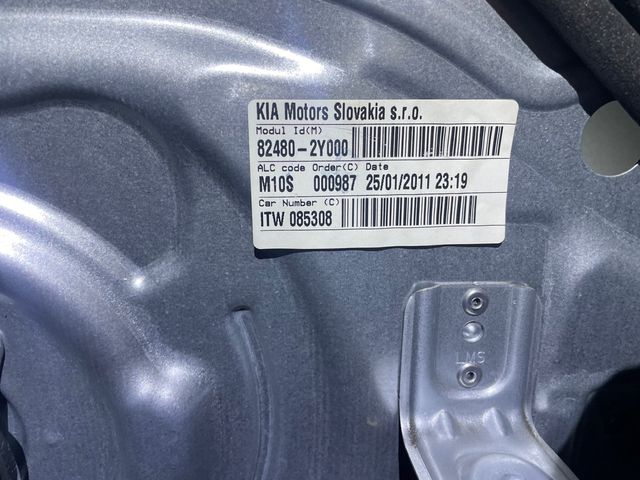 KIA Motors Slovakia s.r.o.
Modul Id(M)
82480-2Y000
ALC code Order(C) Date
M10S 000987 25/01/2011 23:19
Car Number (C)
ITW 085308
LMS